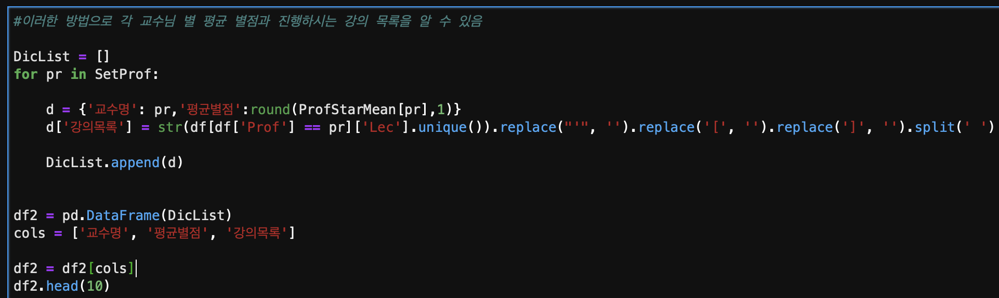 #이러한 방법으로 각 교수님 별 평균 별점과 진행하시는 강의 목록을 알 수 있음
DicList = []
for pr in SetProf:
    d = {'교수명': pr,'평균별점':round(ProfStarMean[pr],1)}
    d['강의목록'] = str(df[df['Prof'] == pr]['Lec'].unique()).replace("'", '').replace('[', '').replace(']', '').split(' ')
    DicList.append(d)
df2 = pd.DataFrame(DicList)
cols = ['교수명', '평균별점', '강의목록']
df2 = df2[cols]
df2.head(10)